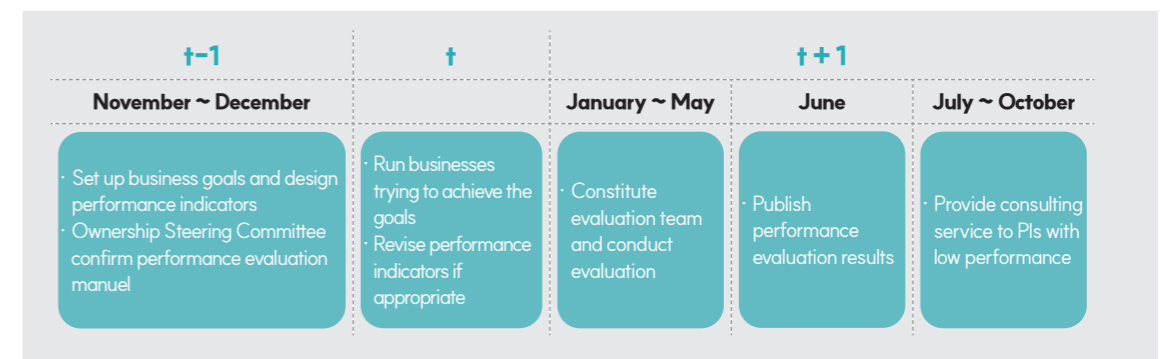 t-1
t
t+1
November ~ December
January ~ May
June
July ~ October
· Set up business goals and design
performance indicators
· Ownership Steering Committee
confirm performance evaluation
manuel
· Run businesses
trying to achieve the
goals
· Revise performance
indicators if
appropriate
· Constitute
evaluation team
and conduct
evaluation
· Publish
performance
evaluation results
· Provide consulting
service to PIs with
low performance